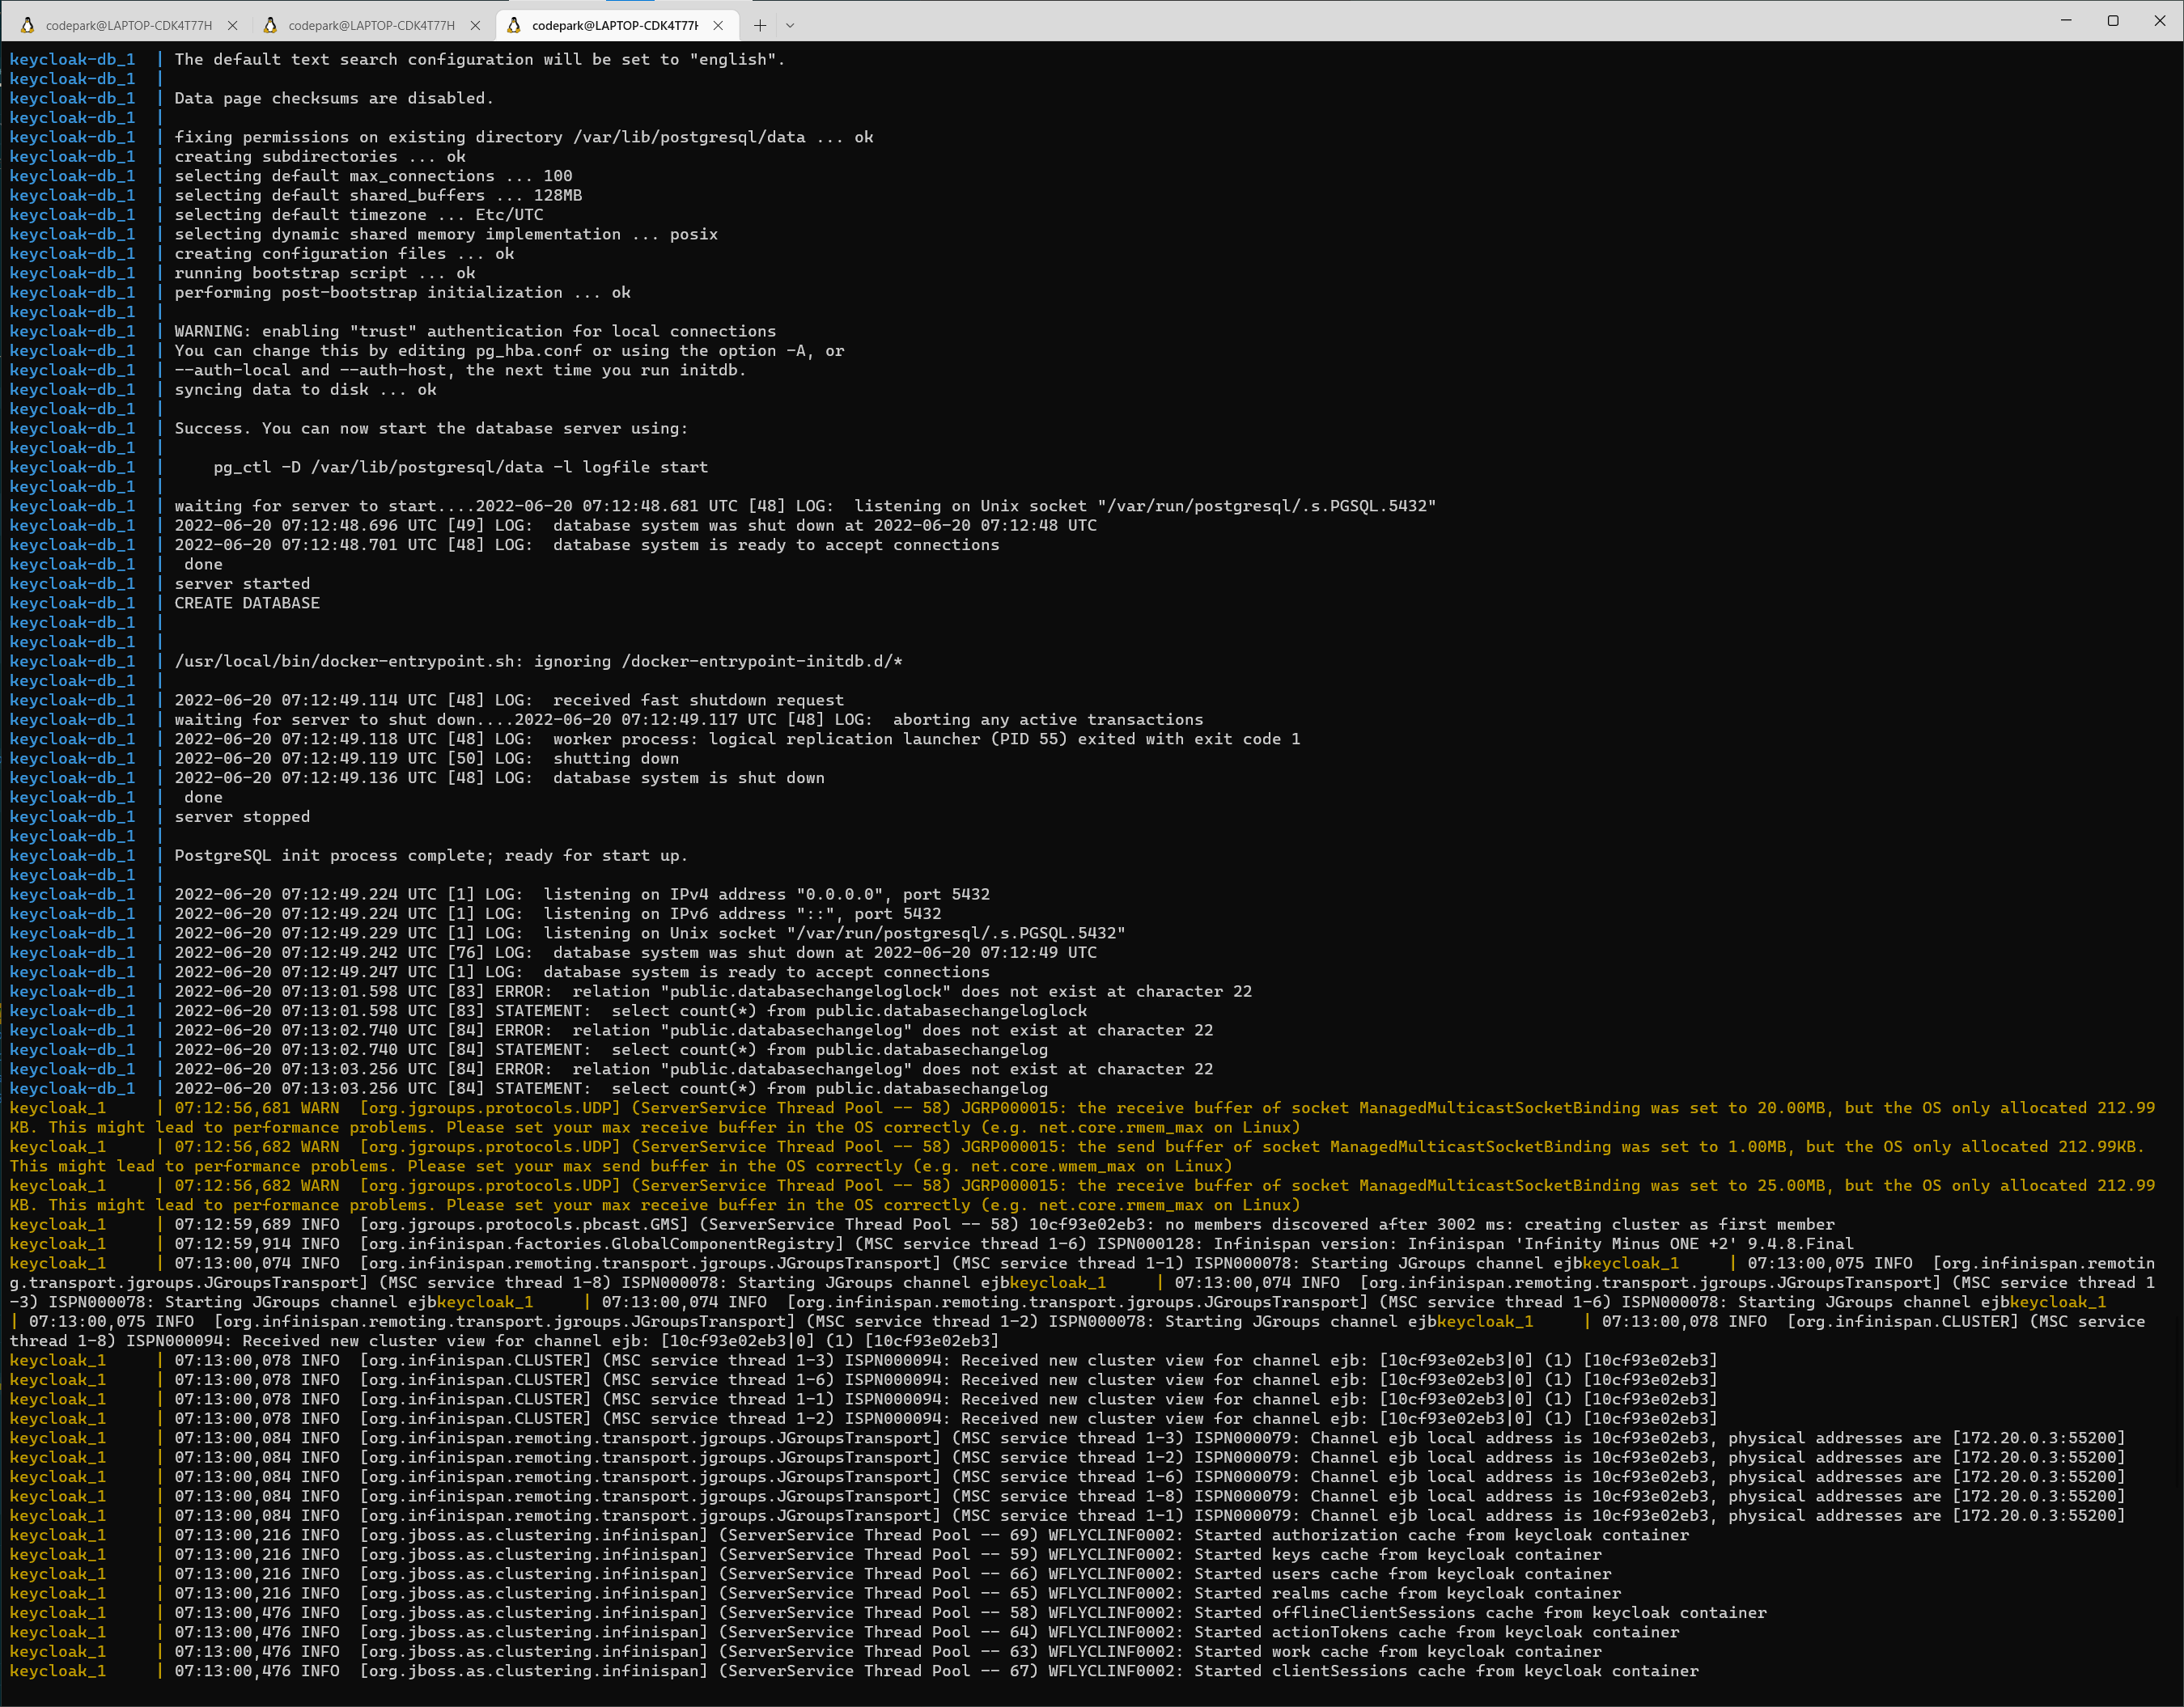 codepark@LAPTOP-CDK4T77H
codepark@LAPTOP-CDK4T77H
codepark@LAPTOP-CDK4T77H
keycloak-db_1  | The default text search configuration will be set to "english".
keycloak-db_1  |
keycloak-db_1  | Data page checksums are disabled.
keycloak-db_1  |
keycloak-db_1  | fixing permissions on existing directory /var/lib/postgresql/data ... ok
keycloak-db_1  | creating subdirectories ... ok
keycloak-db_1  | selecting default max_connections ... 100
keycloak-db_1  | selecting default shared_buffers ... 128MB
keycloak-db_1  | selecting default timezone ... Etc/UTC
keycloak-db_1  | selecting dynamic shared memory implementation ... posix
keycloak-db_1  | creating configuration files ... ok
keycloak-db_1  | running bootstrap script ... ok
keycloak-db_1  | performing post-bootstrap initialization ... ok
keycloak-db_1  |
keycloak-db_1  | WARNING: enabling "trust" authentication for local connections
keycloak-db_1  | You can change this by editing pg_hba.conf or using the option -A, or
keycloak-db_1  | --auth-local and --auth-host, the next time you run initdb.
keycloak-db_1  | syncing data to disk ... ok
keycloak-db_1  |
keycloak-db_1  | Success. You can now start the database server using:
keycloak-db_1  |
keycloak-db_1  |     pg_ctl -D /var/lib/postgresql/data -l logfile start
keycloak-db_1  |
keycloak-db_1  | waiting for server to start....2022-06-20 07:12:48.681 UTC [48] LOG:  listening on Unix socket "/var/run/postgresql/.s.PGSQL.5432"
keycloak-db_1  | 2022-06-20 07:12:48.696 UTC [49] LOG:  database system was shut down at 2022-06-20 07:12:48 UTC
keycloak-db_1  | 2022-06-20 07:12:48.701 UTC [48] LOG:  database system is ready to accept connections
keycloak-db_1  |  done
keycloak-db_1  | server started
keycloak-db_1  | CREATE DATABASE
keycloak-db_1  |
keycloak-db_1  |
keycloak-db_1  | /usr/local/bin/docker-entrypoint.sh: ignoring /docker-entrypoint-initdb.d/*
keycloak-db_1  |
keycloak-db_1  | 2022-06-20 07:12:49.114 UTC [48] LOG:  received fast shutdown request
keycloak-db_1  | waiting for server to shut down....2022-06-20 07:12:49.117 UTC [48] LOG:  aborting any active transactions
keycloak-db_1  | 2022-06-20 07:12:49.118 UTC [48] LOG:  worker process: logical replication launcher (PID 55) exited with exit code 1
keycloak-db_1  | 2022-06-20 07:12:49.119 UTC [50] LOG:  shutting down
keycloak-db_1  | 2022-06-20 07:12:49.136 UTC [48] LOG:  database system is shut down
keycloak-db_1  |  done
keycloak-db_1  | server stopped
keycloak-db_1  |
keycloak-db_1  | PostgreSQL init process complete; ready for start up.
keycloak-db_1  |
keycloak-db_1  | 2022-06-20 07:12:49.224 UTC [1] LOG:  listening on IPv4 address "0.0.0.0", port 5432
keycloak-db_1  | 2022-06-20 07:12:49.224 UTC [1] LOG:  listening on IPv6 address "::", port 5432
keycloak-db_1  | 2022-06-20 07:12:49.229 UTC [1] LOG:  listening on Unix socket "/var/run/postgresql/.s.PGSQL.5432"
keycloak-db_1  | 2022-06-20 07:12:49.242 UTC [76] LOG:  database system was shut down at 2022-06-20 07:12:49 UTC
keycloak-db_1  | 2022-06-20 07:12:49.247 UTC [1] LOG:  database system is ready to accept connections
keycloak-db_1  | 2022-06-20 07:13:01.598 UTC [83] ERROR:  relation "public.databasechangeloglock" does not exist at character 22
keycloak-db_1  | 2022-06-20 07:13:01.598 UTC [83] STATEMENT:  select count(*) from public.databasechangeloglock
keycloak-db_1  | 2022-06-20 07:13:02.740 UTC [84] ERROR:  relation "public.databasechangelog" does not exist at character 22
keycloak-db_1  | 2022-06-20 07:13:02.740 UTC [84] STATEMENT:  select count(*) from public.databasechangelog
keycloak-db_1  | 2022-06-20 07:13:03.256 UTC [84] ERROR:  relation "public.databasechangelog" does not exist at character 22
keycloak-db_1  | 2022-06-20 07:13:03.256 UTC [84] STATEMENT:  select count(*) from public.databasechangelog
keycloak_1     | 07:12:56,681 WARN  [org.jgroups.protocols.UDP] (ServerService Thread Pool -- 58) JGRP000015: the receive buffer of socket ManagedMulticastSocketBinding was set to 20.00MB, but the OS only allocated 212.99
KB. This might lead to performance problems. Please set your max receive buffer in the OS correctly (e.g. net.core.rmem_max on Linux)
keycloak_1     | 07:12:56,682 WARN  [org.jgroups.protocols.UDP] (ServerService Thread Pool -- 58) JGRP000015: the send buffer of socket ManagedMulticastSocketBinding was set to 1.00MB, but the OS only allocated 212.99KB.
This might lead to performance problems. Please set your max send buffer in the OS correctly (e.g. net.core.wmem_max on Linux)
keycloak_1     | 07:12:56,682 WARN  [org.jgroups.protocols.UDP] (ServerService Thread Pool -- 58) JGRP000015: the receive buffer of socket ManagedMulticastSocketBinding was set to 25.00MB, but the OS only allocated 212.99
KB. This might lead to performance problems. Please set your max receive buffer in the OS correctly (e.g. net.core.rmem_max on Linux)
keycloak_1     | 07:12:59,689 INFO  [org.jgroups.protocols.pbcast.GMS] (ServerService Thread Pool -- 58) 10cf93e02eb3: no members discovered after 3002 ms: creating cluster as first member
keycloak_1     | 07:12:59,914 INFO  [org.infinispan.factories.GlobalComponentRegistry] (MSC service thread 1-6) ISPN000128: Infinispan version: Infinispan 'Infinity Minus ONE +2' 9.4.8.Final
keycloak_1     | 07:13:00,074 INFO  [org.infinispan.remoting.transport.jgroups.JGroupsTransport] (MSC service thread 1-1) ISPN000078: Starting JGroups channel ejbkeycloak_1     | 07:13:00,075 INFO  [org.infinispan.remotin
g.transport.jgroups.JGroupsTransport] (MSC service thread 1-8) ISPN000078: Starting JGroups channel ejbkeycloak_1     | 07:13:00,074 INFO  [org.infinispan.remoting.transport.jgroups.JGroupsTransport] (MSC service thread 1
-3) ISPN000078: Starting JGroups channel ejbkeycloak_1     | 07:13:00,074 INFO  [org.infinispan.remoting.transport.jgroups.JGroupsTransport] (MSC service thread 1-6) ISPN000078: Starting JGroups channel ejbkeycloak_1
| 07:13:00,075 INFO  [org.infinispan.remoting.transport.jgroups.JGroupsTransport] (MSC service thread 1-2) ISPN000078: Starting JGroups channel ejbkeycloak_1     | 07:13:00,078 INFO  [org.infinispan.CLUSTER] (MSC service
thread 1-8) ISPN000094: Received new cluster view for channel ejb: [10cf93e02eb3|0] (1) [10cf93e02eb3]
keycloak_1     | 07:13:00,078 INFO  [org.infinispan.CLUSTER] (MSC service thread 1-3) ISPN000094: Received new cluster view for channel ejb: [10cf93e02eb3|0] (1) [10cf93e02eb3]
keycloak_1     | 07:13:00,078 INFO  [org.infinispan.CLUSTER] (MSC service thread 1-6) ISPN000094: Received new cluster view for channel ejb: [10cf93e02eb3|0] (1) [10cf93e02eb3]
keycloak_1     | 07:13:00,078 INFO  [org.infinispan.CLUSTER] (MSC service thread 1-1) ISPN000094: Received new cluster view for channel ejb: [10cf93e02eb3|0] (1) [10cf93e02eb3]
keycloak_1     | 07:13:00,078 INFO  [org.infinispan.CLUSTER] (MSC service thread 1-2) ISPN000094: Received new cluster view for channel ejb: [10cf93e02eb3|0] (1) [10cf93e02eb3]
keycloak_1     | 07:13:00,084 INFO  [org.infinispan.remoting.transport.jgroups.JGroupsTransport] (MSC service thread 1-3) ISPN000079: Channel ejb local address is 10cf93e02eb3, physical addresses are [172.20.0.3:55200]
keycloak_1     | 07:13:00,084 INFO  [org.infinispan.remoting.transport.jgroups.JGroupsTransport] (MSC service thread 1-2) ISPN000079: Channel ejb local address is 10cf93e02eb3, physical addresses are [172.20.0.3:55200]
keycloak_1     | 07:13:00,084 INFO  [org.infinispan.remoting.transport.jgroups.JGroupsTransport] (MSC service thread 1-6) ISPN000079: Channel ejb local address is 10cf93e02eb3, physical addresses are [172.20.0.3:55200]
keycloak_1     | 07:13:00,084 INFO  [org.infinispan.remoting.transport.jgroups.JGroupsTransport] (MSC service thread 1-8) ISPN000079: Channel ejb local address is 10cf93e02eb3, physical addresses are [172.20.0.3:55200]
keycloak_1     | 07:13:00,084 INFO  [org.infinispan.remoting.transport.jgroups.JGroupsTransport] (MSC service thread 1-1) ISPN000079: Channel ejb local address is 10cf93e02eb3, physical addresses are [172.20.0.3:55200]
keycloak_1     | 07:13:00,216 INFO  [org.jboss.as.clustering.infinispan] (ServerService Thread Pool -- 69) WFLYCLINF0002: Started authorization cache from keycloak container
keycloak_1     | 07:13:00,216 INFO  [org.jboss.as.clustering.infinispan] (ServerService Thread Pool -- 59) WFLYCLINF0002: Started keys cache from keycloak container
keycloak_1     | 07:13:00,216 INFO  [org.jboss.as.clustering.infinispan] (ServerService Thread Pool -- 66) WFLYCLINF0002: Started users cache from keycloak container
keycloak_1     | 07:13:00,216 INFO  [org.jboss.as.clustering.infinispan] (ServerService Thread Pool -- 65) WFLYCLINF0002: Started realms cache from keycloak container
keycloak_1     | 07:13:00,476 INFO  [org.jboss.as.clustering.infinispan] (ServerService Thread Pool -- 58) WFLYCLINF0002: Started offlineClientSessions cache from keycloak container
keycloak_1     | 07:13:00,476 INFO  [org.jboss.as.clustering.infinispan] (ServerService Thread Pool -- 64) WFLYCLINF0002: Started actionTokens cache from keycloak container
keycloak_1     | 07:13:00,476 INFO  [org.jboss.as.clustering.infinispan] (ServerService Thread Pool -- 63) WFLYCLINF0002: Started work cache from keycloak container
keycloak_1     | 07:13:00,476 INFO  [org.jboss.as.clustering.infinispan] (ServerService Thread Pool -- 67) WFLYCLINF0002: Started clientSessions cache from keycloak container